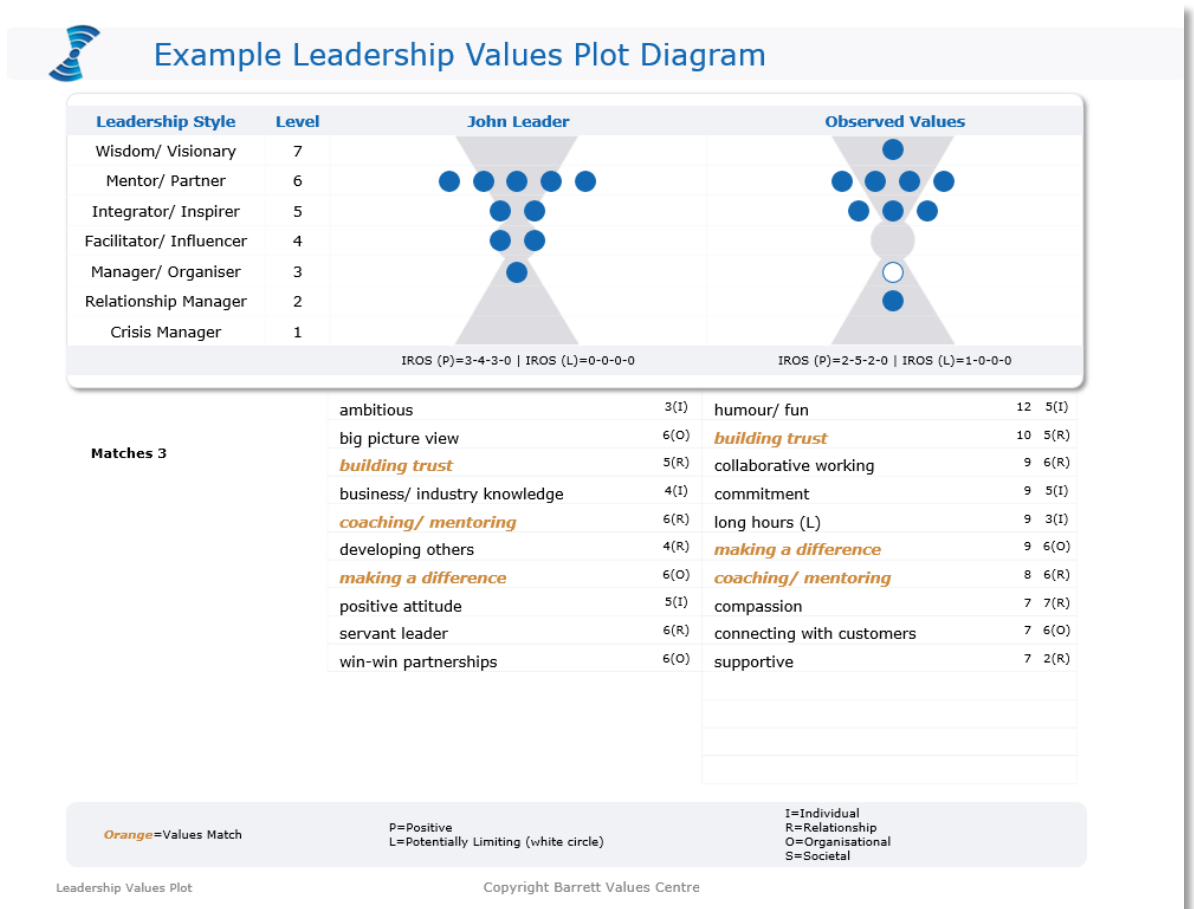 Example Leadership Values Plot Diagram
Leadership Style Level John Leader Observed Values
Wisdom/ Visionary 7
Mentor/ Partner 6
Integrator/ Inspirer 5
Facilitator/ Influencer 4
Manager/ Organiser 3
Relationship Manager 2
Crisis Manager 1
IROS (P)=3-4-3-0 | IROS (L)=0-0-0-0 IROS (P)=2-5-2-0 | IROS (L)=1-0-0-0
Matches 3
ambitious 3(I) humour/ fun 12 5(I)
big picture view 6(O) building trust 10 5(R)
building trust 5(R) collaborative working 9 6(R)
business/ industry knowledge 4(I) commitment 9 5(I)
coaching/ mentoring 6(R) long hours (L) 9 3(I)
developing others 4(R) making a difference 9 6(O)
making a difference 6(O) coaching/ mentoring 8 6(R)
positive attitude 5(I) compassion 7 7(R)
servant leader 6(R) connecting with customers 7 6(O)
win-win partnerships 6(O) supportive 7 2(R)
Orange=Values Match
P=Positive
L=Potentially Limiting (white circle)
I=Individual
R=Relationship
O=Organisational
S=Societal
Leadership Values Plot Copyright Barrett Values Centre